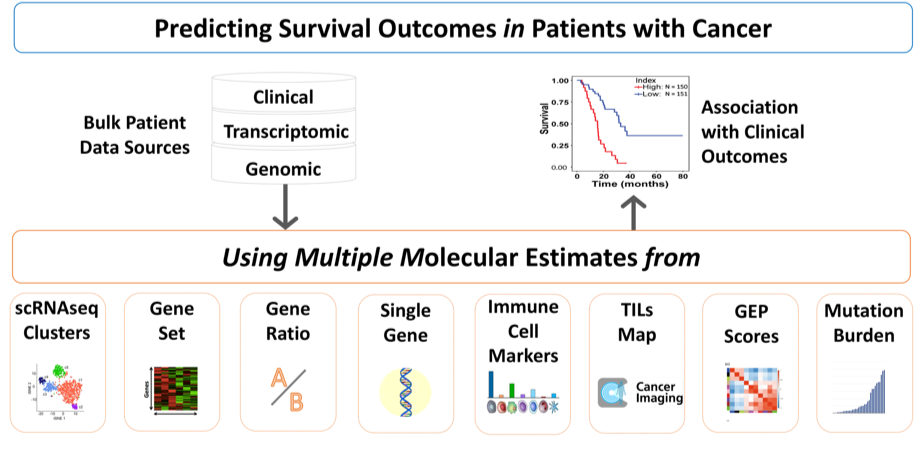 Predicting Survival Outcomes in Patients with Cancer
Bulk Patient
Data Sources
Clinical
Transcriptomic
Genomic
Survival
1.00
0.75
0.50
0.25
0.00
Index
High: N = 150
Low: N = 151
0 20 40 60 80
Time (months)
Association
with Clinical
Outcomes
Using Multiple Molecular Estimates from
scRNAseq
Clusters
Gene
Set
Genes
Gene
Ratio
A
B
Single
Gene
Immune
Cell
Markers
TILs
Map
Cancer
Imaging
GEP
Scores
Mutation
Burden